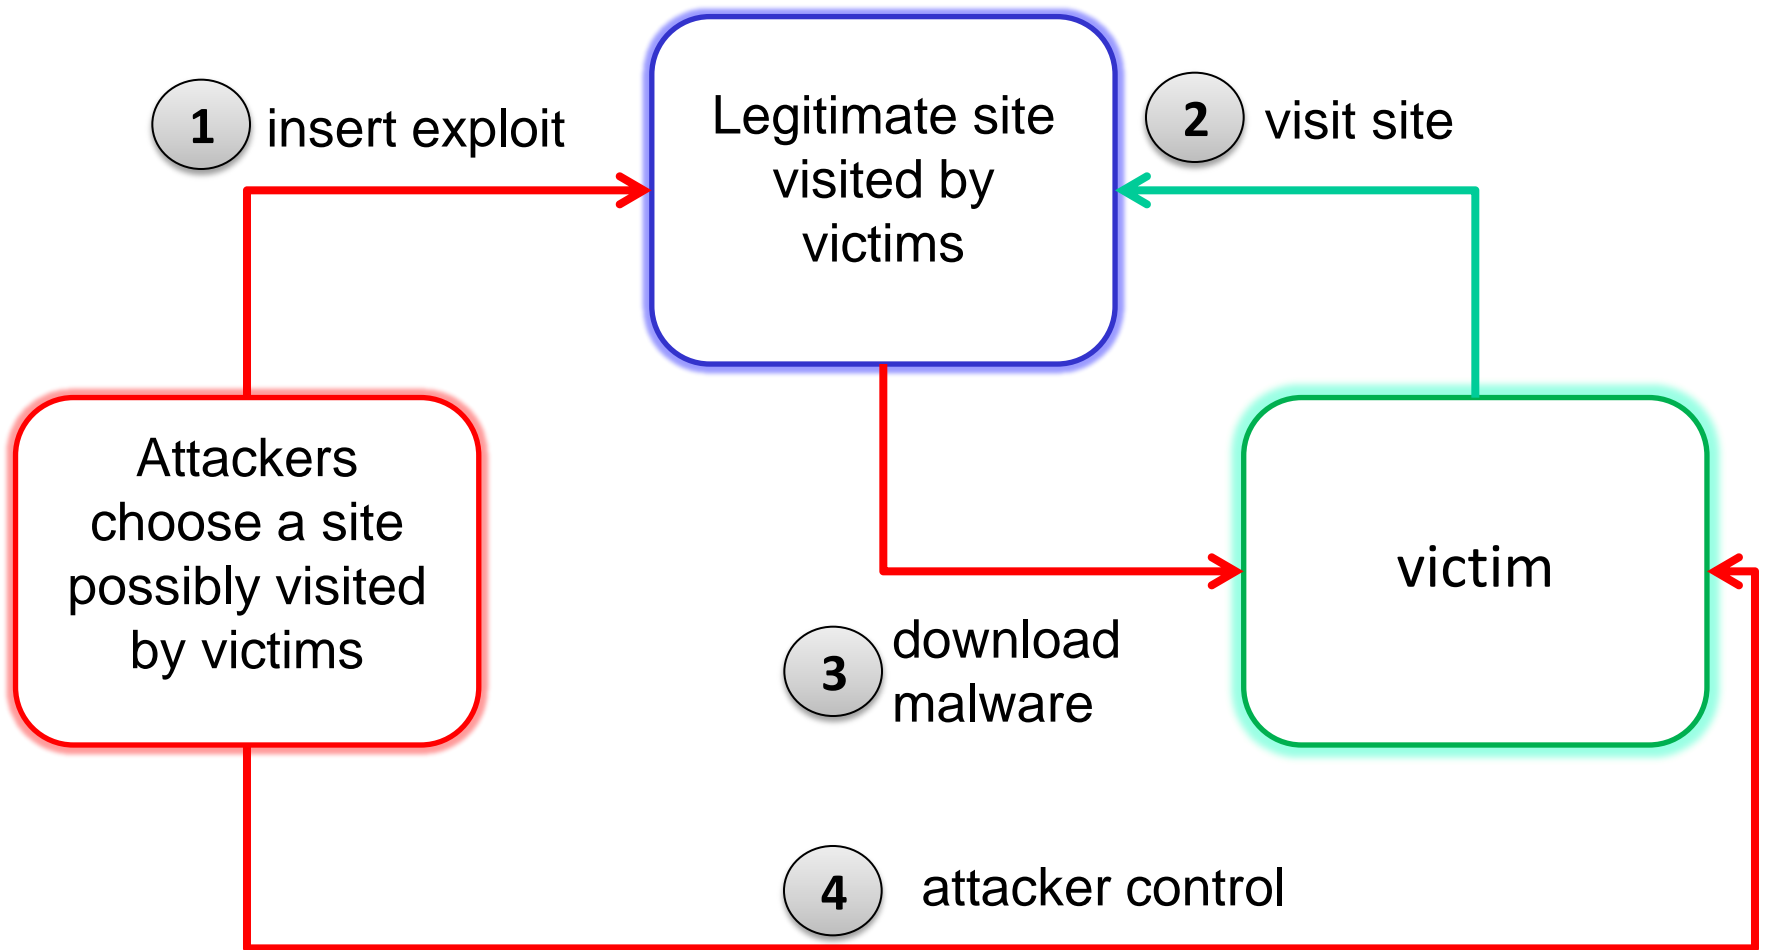 1
insert exploit
Legitimate site
visited by
victims
2
visit site
Attackers
choose a site
possibly visited
by victims
victim
3
download
malware
4
attacker control